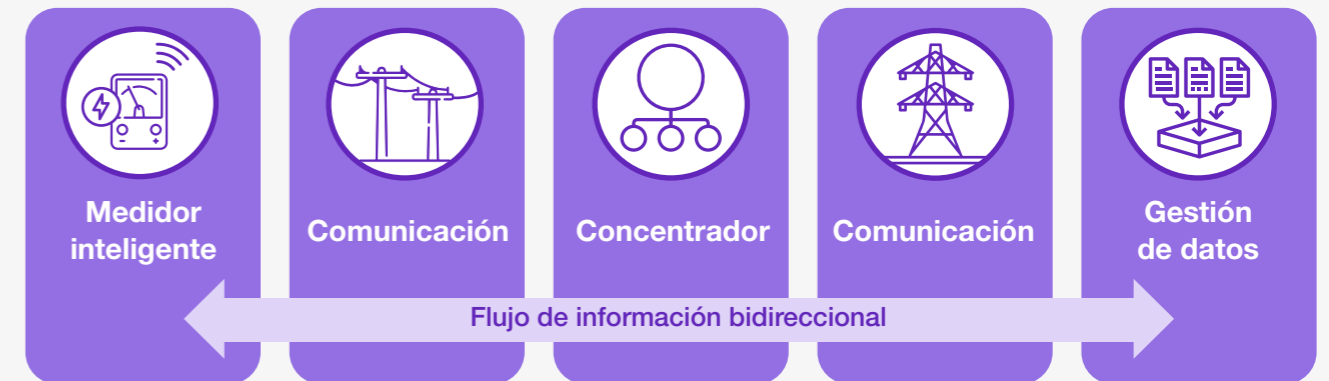 Medidor
inteligente
Comunicación
Concentrador
Comunicación
Gestión
de datos
Flujo de información bidireccional